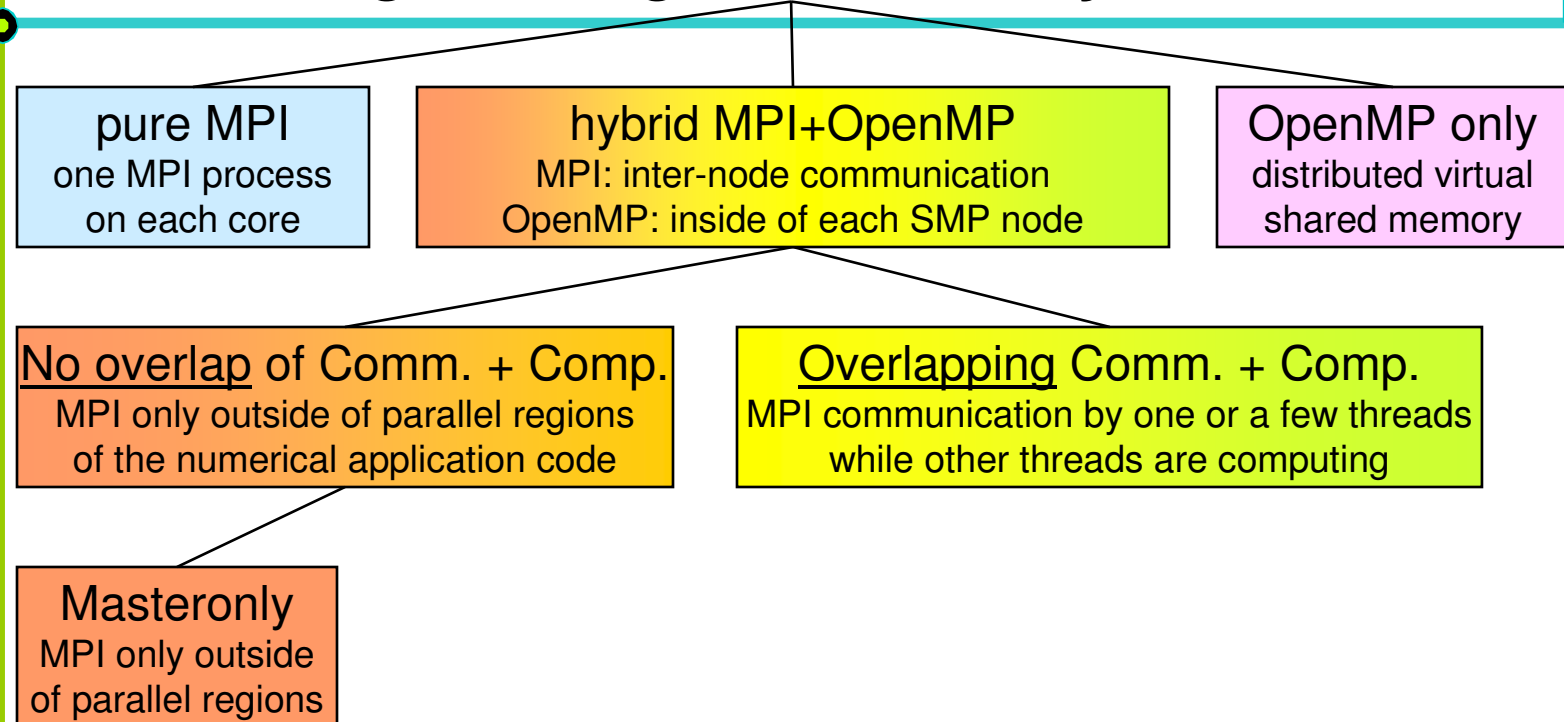 pure MPI
one MPI process
on each core
hybrid MPI+OpenMP
MPI: inter-node communication
OpenMP: inside of each SMP node
OpenMP only
distributed virtual
shared memory
No overlap of Comm. + Comp.
MPI only outside of parallel regions
of the numerical application code
Overlapping Comm. + Comp.
MPI communication by one or a few threads
while other threads are computing
Masteronly
MPI only outside
of parallel regions